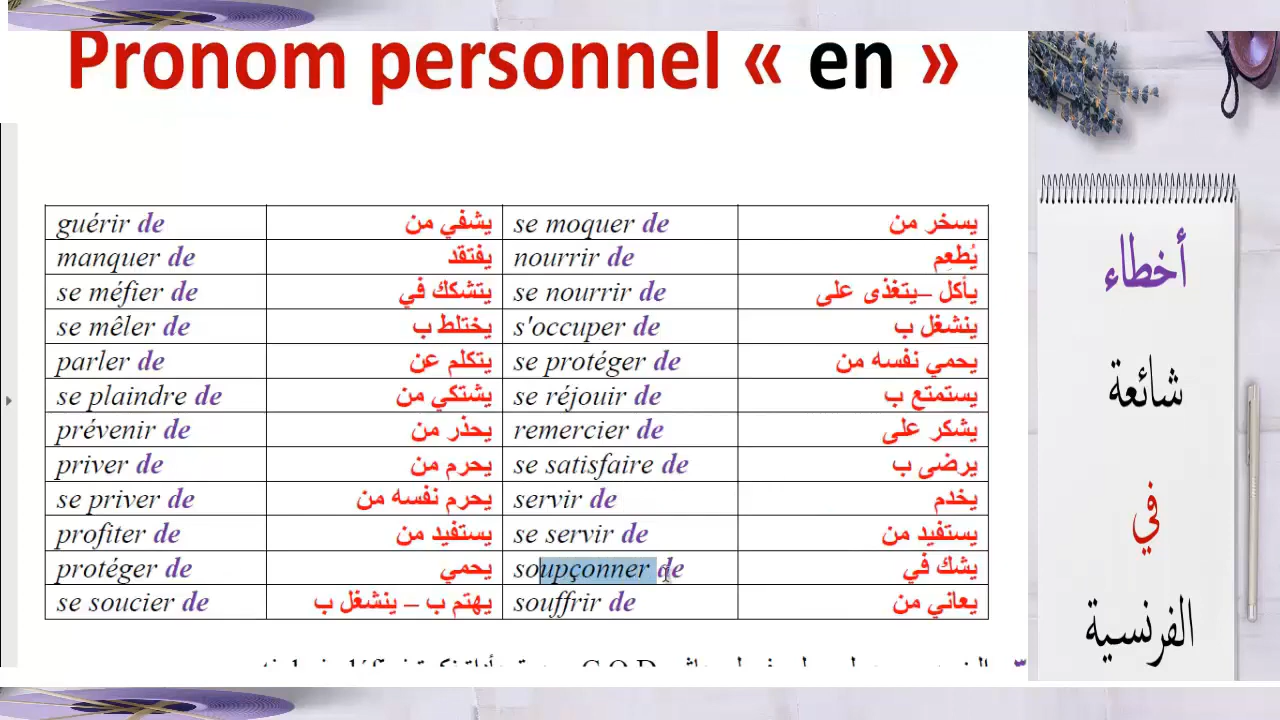 Pronom personnel « en »
guérir de يشفي من se moquer de يسخر من
manquer de يفتقد nourrir de يُطعِم
se méfier de يتشكك في se nourrir de يأكل –يتغذى على
se mêler de يختلط ب s'occuper de ينشغل ب
parler de يتكلم عن se protéger de يحمي نفسه من
se plaindre de يشتكي من se réjouir de يستمتع ب
prévenir de يحذر من remercier de يشكر على
priver de يحرم من se satisfaire de يرضى ب
se priver de يحرم نفسه من servir de يخدم
profiter de يستفيد من se servir de يستفيد من
protéger de يحمي soupçonner de يشك في
se soucier de يهتم ب – ينشغل ب souffrir de يعاني من
C.O.D
أخطاء
شائعة
في
الفرنسية